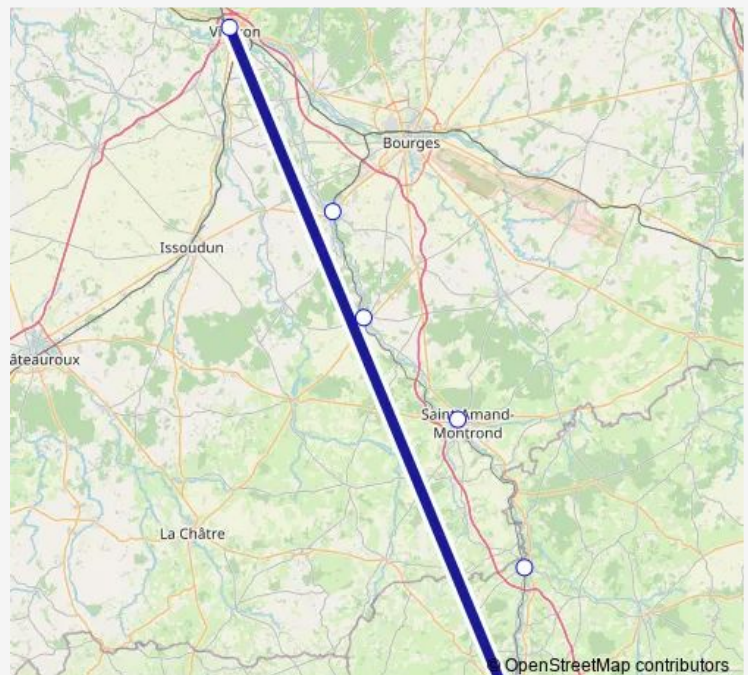 Bourges
Issoudun
âteauroux
Saint-Amand-
Montrond
La Châtre
OpenStreetMap contributors